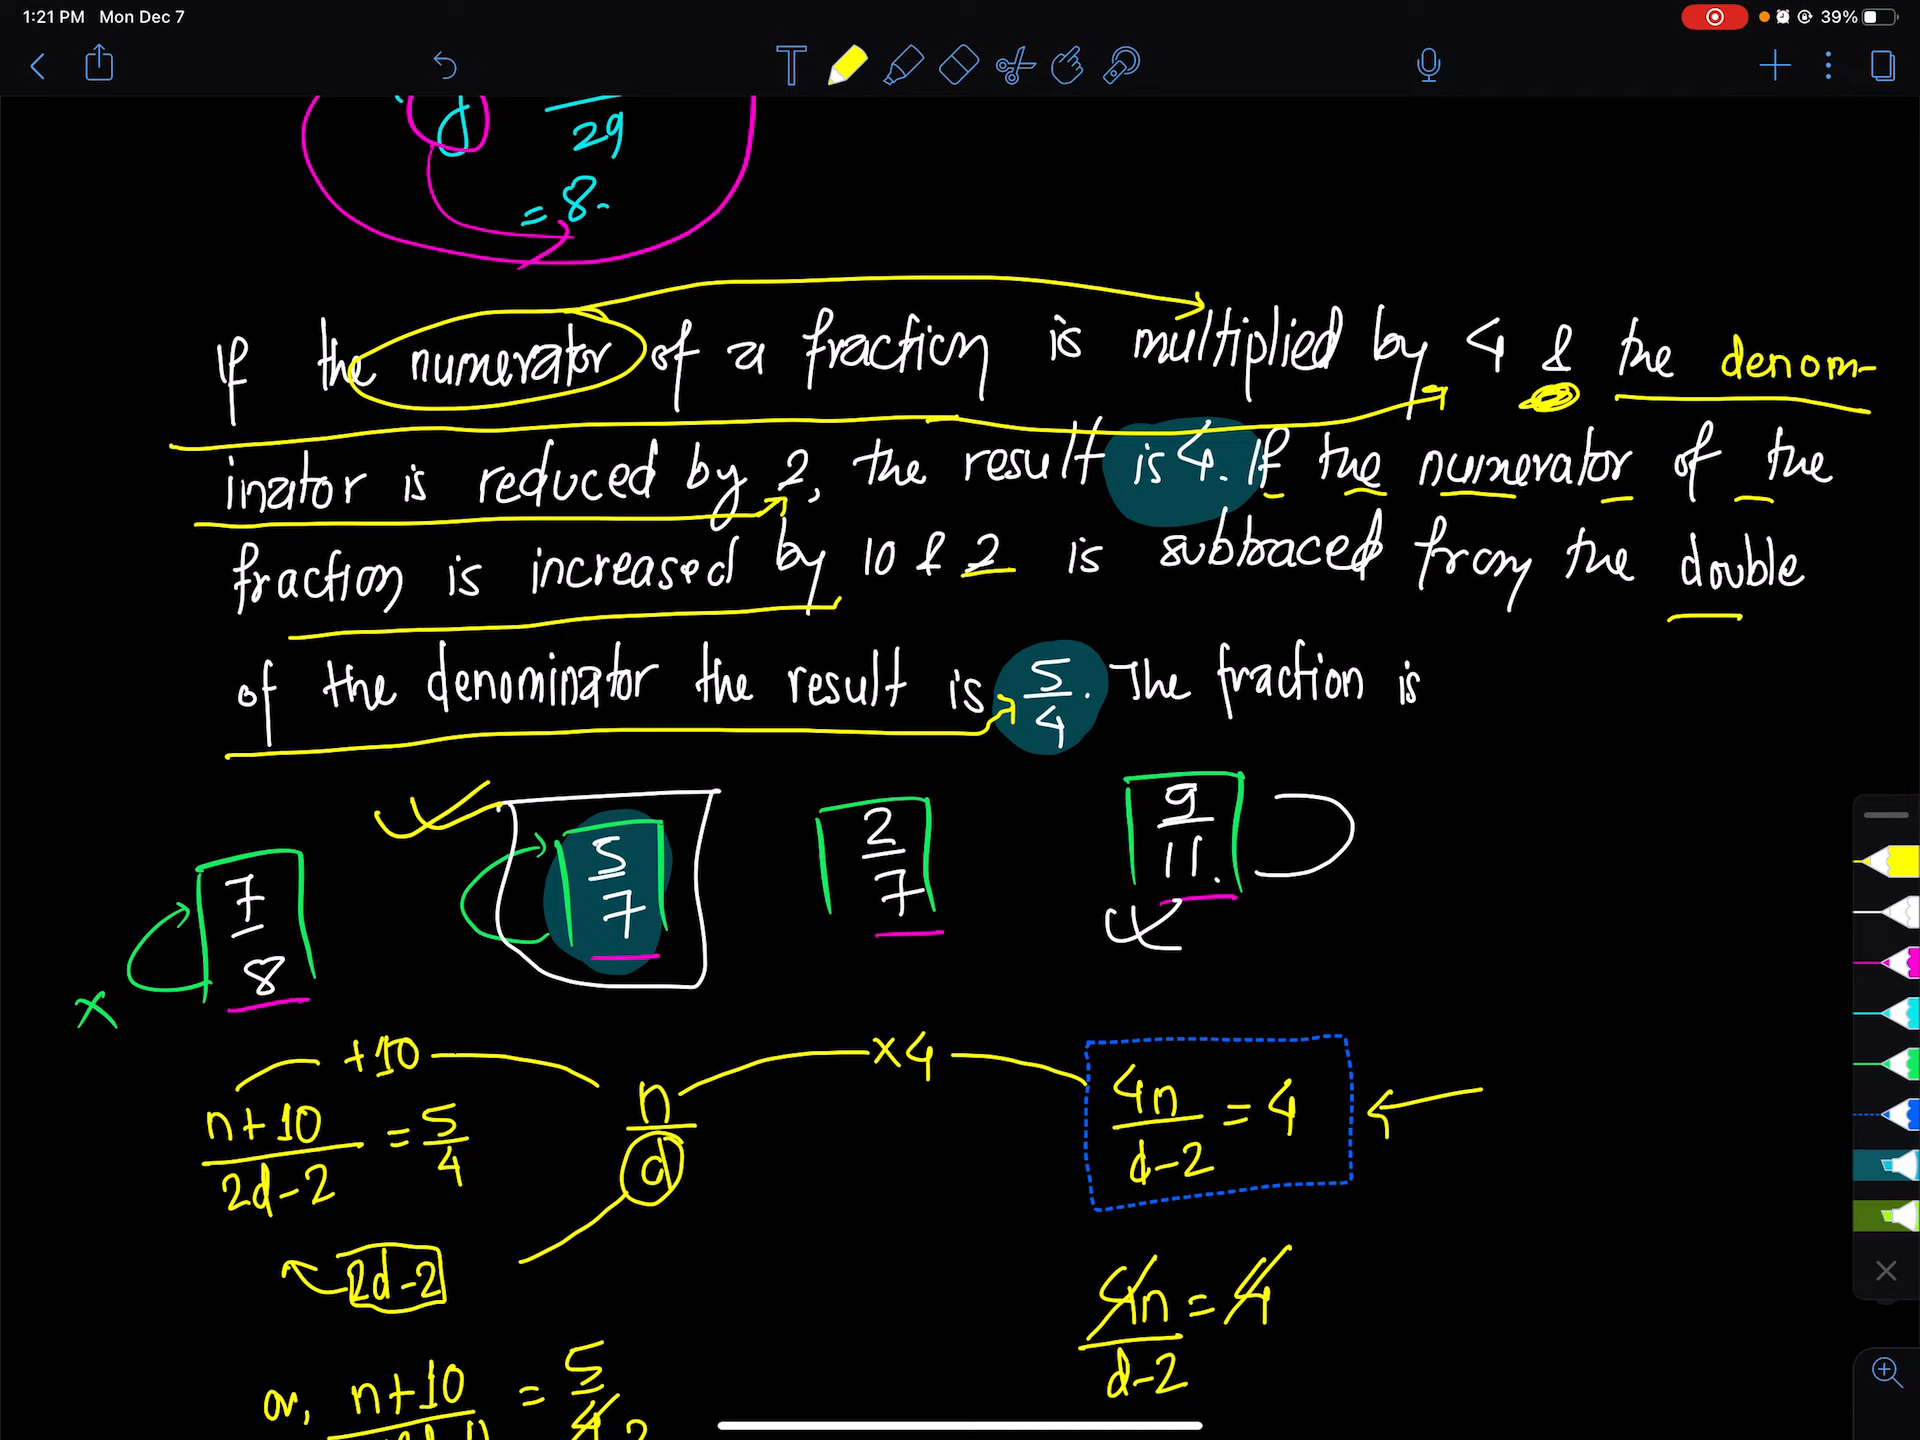 1:21 PM Mon Dec 7
39%
T
d
29
= 8.
If the numerator of a fraction is multiplied by 4 & the denom-
inator is reduced by 2, the result is 4. If the numerator of the
fraction is increased by 10 & 2 is subtraced from the double
of the denominator the result is 5/4. The fraction is
7/8 5/7 2/7 9/11.
x
+10 x4
n+10/2d-2 = 5/4 n/d 4n/d-2 = 4
2d-2
4n/d-2 = 4
or, n+10 = 5/4 2